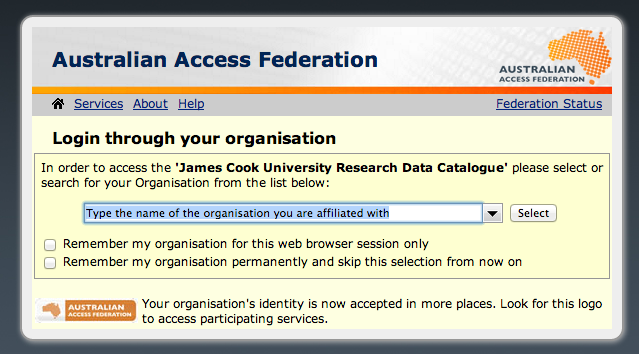 Australian Access Federation
AUSTRALIAN
ACCESS FEDERATION
Services About Help Federation Status
Login through your organisation
In order to access the 'James Cook University Research Data Catalogue' please select or
search for your Organisation from the list below:
Type the name of the organisation you are affiliated with Select
Remember my organisation for this web browser session only
Remember my organisation permanently and skip this selection from now on
AUSTRALIAN
ACCESS FEDERATION
Your organisation's identity is now accepted in more places. Look for this logo
to access participating services.